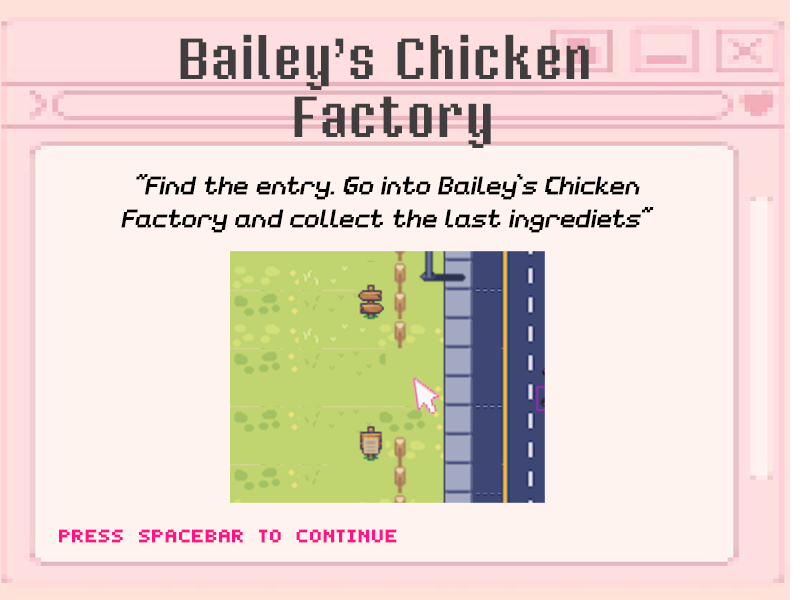 Bailey's Chicken
Factory
"Find the entry. Go into Bailey`s Chicken
Factory and collect the last ingrediets"
PRESS SPACEBAR TO CONTINUE